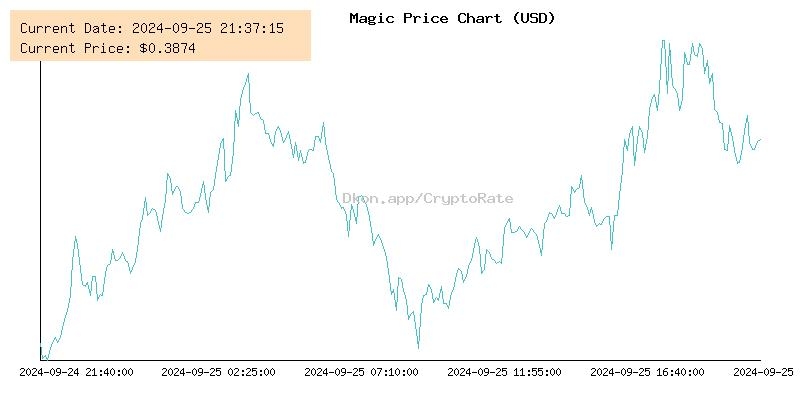 Magic Price Chart (USD)
Current Date: 2024-09-25 21:37:15
Current Price: $0.3874
Dkon.app/CryptoRate
2024-09-24 21:40:00
2024-09-25 02:25:00
2024-09-25 07:10:00
2024-09-25 11:55:00
2024-09-25 16:40:00
2024-09-25